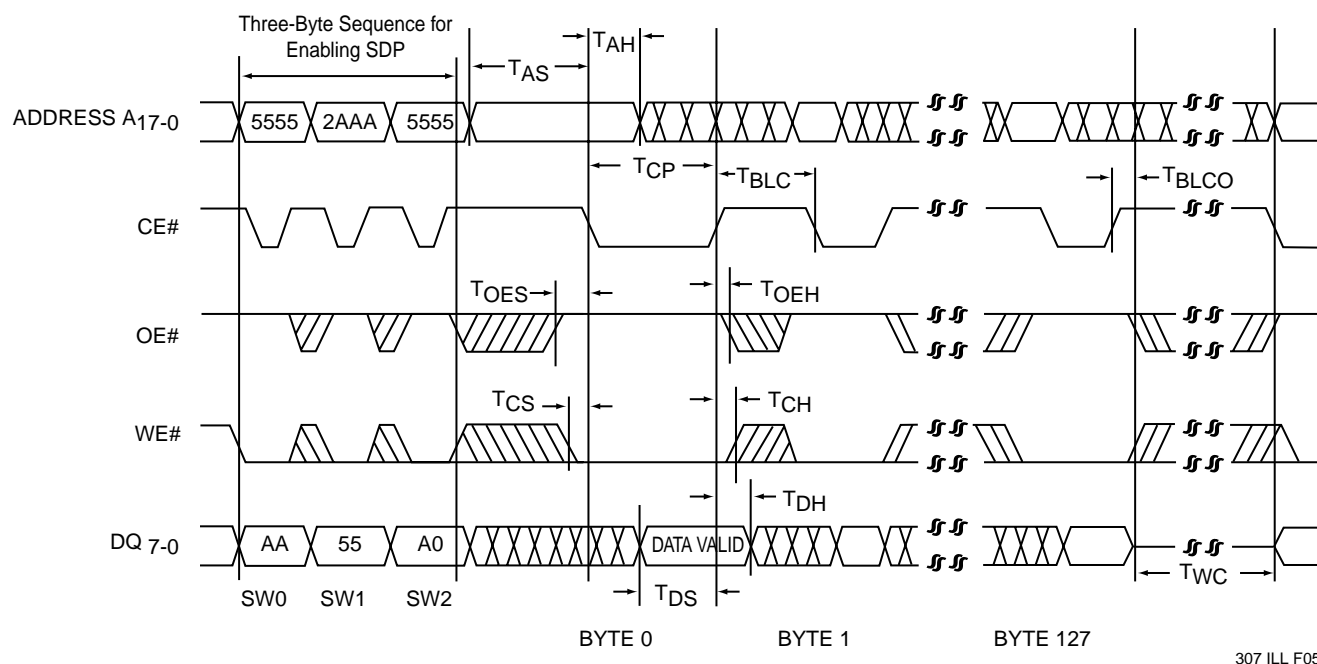 Three-Byte Sequence for
Enabling SDP
TAH
TAS
ADDRESS A17-0
5555 2AAA 5555
TCP
TBLC
TBLCO
CE#
TOES
TOEH
OE#
TCS
TCH
WE#
TDH
DQ 7-0
AA 55 A0 DATA VALID
SW0 SW1 SW2
TDS
TWC
BYTE 0 BYTE 1 BYTE 127
307 ILL F05